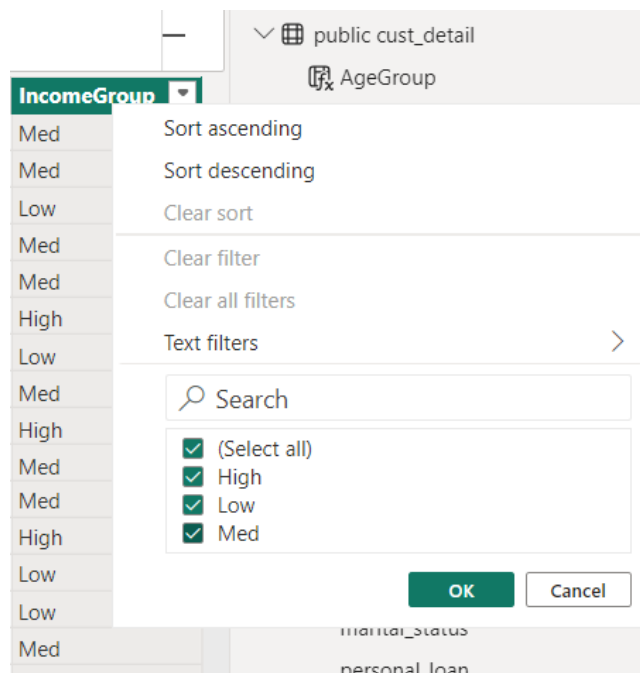 public cust_detail
AgeGroup
IncomeGroup
Med
Med
Low
Med
Med
High
Low
Med
High
Med
Med
High
Low
Low
Med
Sort ascending
Sort descending
Clear sort
Clear filter
Clear all filters
Text filters
Search
(Select all)
High
Low
Med
OK
Cancel
marital_status
personal_loan